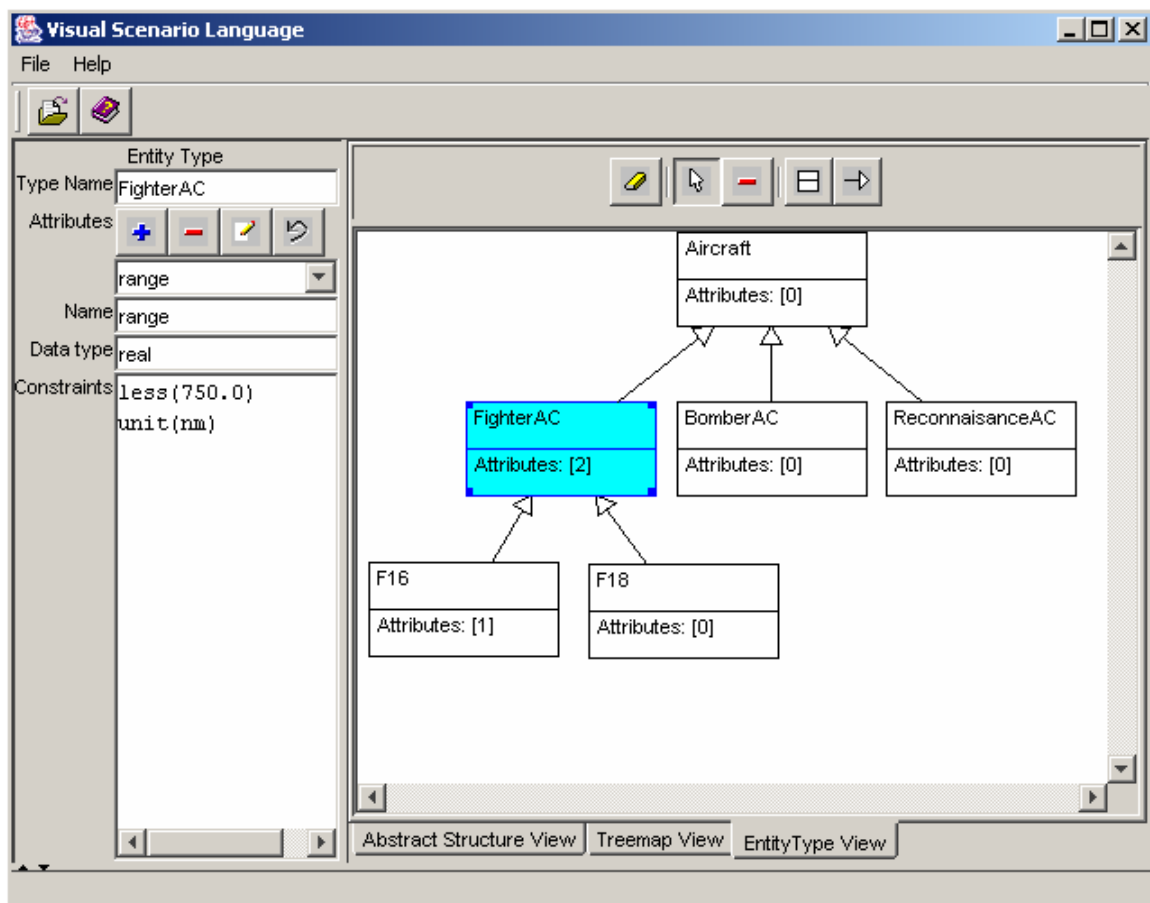 Visual Scenario Language
File Help
Entity Type
Type Name FighterAC
Attributes
range
Name range
Data type real
Constraints less(750.0)
unit(nm)
Aircraft
Attributes: [0]
FighterAC
Attributes: [2]
BomberAC
Attributes: [0]
ReconnaisanceAC
Attributes: [0]
F16
Attributes: [1]
F18
Attributes: [0]
Abstract Structure View Treemap View EntityType View